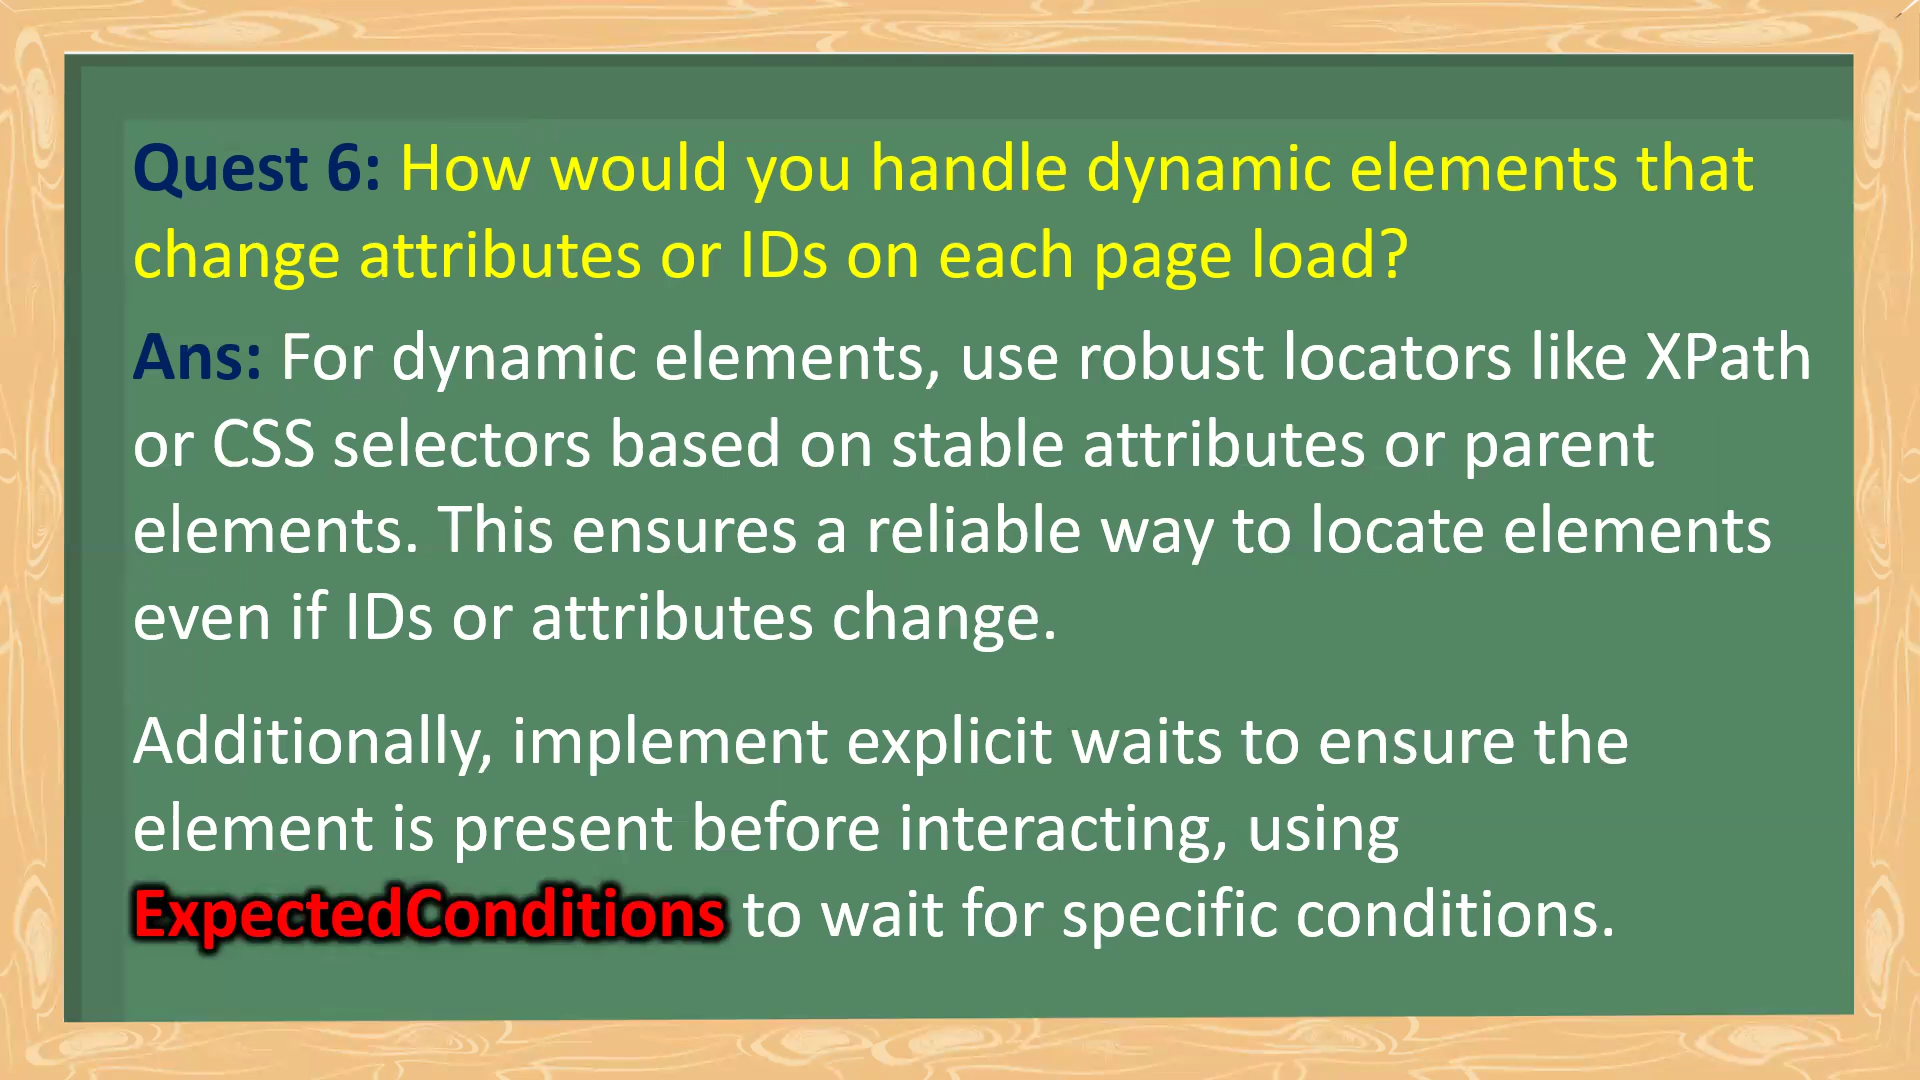 Quest 6: How would you handle dynamic elements that
change attributes or IDs on each page load?
Ans: For dynamic elements, use robust locators like XPath
or CSS selectors based on stable attributes or parent
elements. This ensures a reliable way to locate elements
even if IDs or attributes change.
Additionally, implement explicit waits to ensure the
element is present before interacting, using
ExpectedConditions to wait for specific conditions.